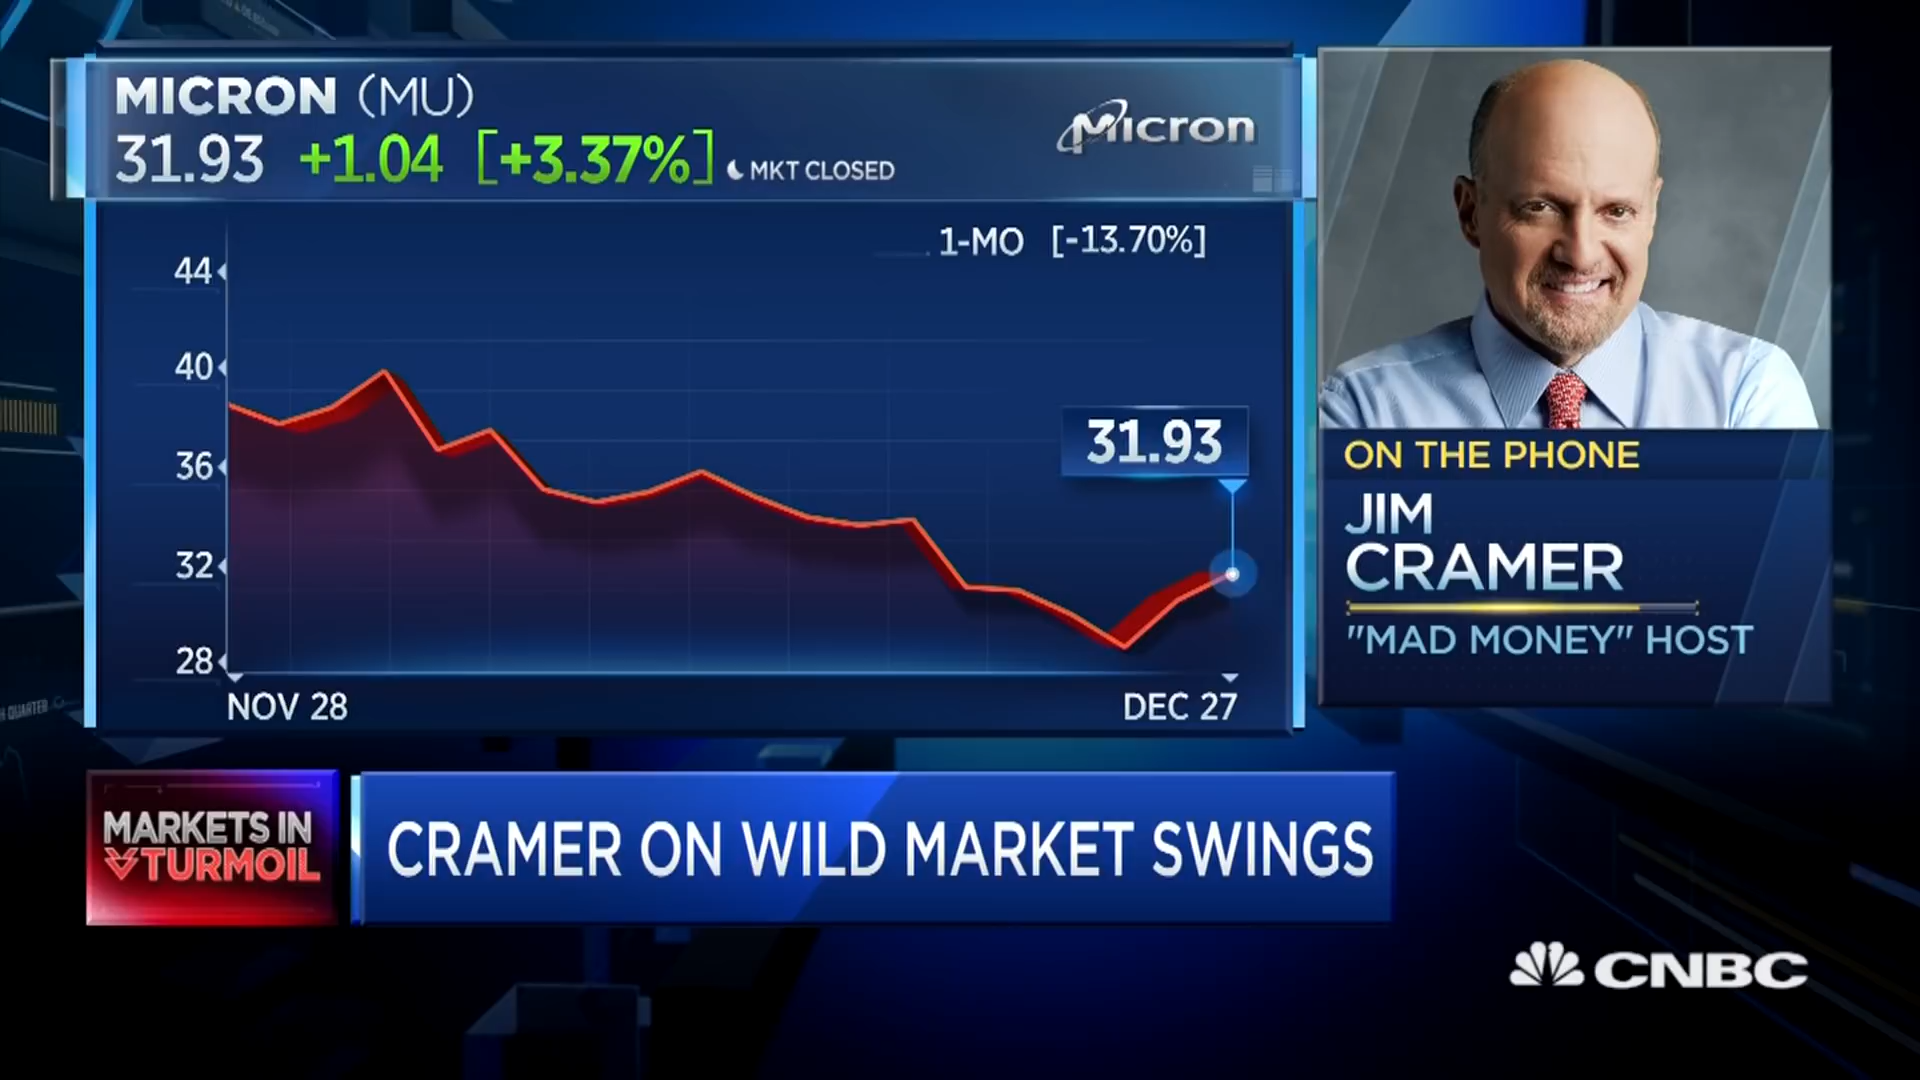 MICRON (MU)
31.93 +1.04 [+3.37%] MKT CLOSED
Micron
1-MO [-13.70%]
44
40
36
32
28
31.93
NOV 28
DEC 27
ON THE PHONE
JIM
CRAMER
"MAD MONEY" HOST
MARKETS IN
TURMOIL
CRAMER ON WILD MARKET SWINGS
CNBC
QUARTER